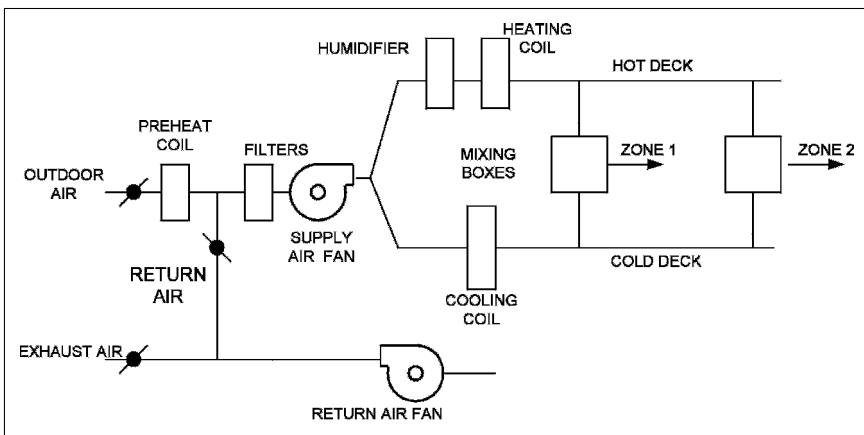 HUMIDIFIER
HEATING
COIL
HOT DECK
PREHEAT
COIL
FILTERS
MIXING
BOXES
ZONE 1
ZONE 2
OUTDOOR
AIR
SUPPLY
AIR FAN
COLD DECK
RETURN
AIR
COOLING
COIL
EXHAUST AIR
RETURN AIR FAN